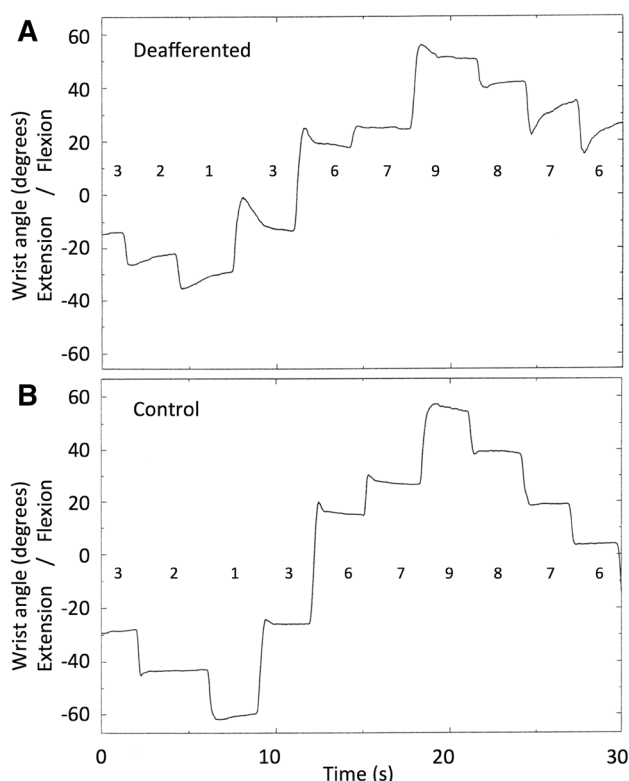 A
Deafferented
Wrist angle (degrees)
Extension / Flexion
60
40
20
0
-20
-40
-60
3 2 1 3 6 7 9 8 7 6
B
Control
Wrist angle (degrees)
Extension / Flexion
60
40
20
0
-20
-40
-60
3 2 1 3 6 7 9 8 7 6
0 10 20 30
Time (s)